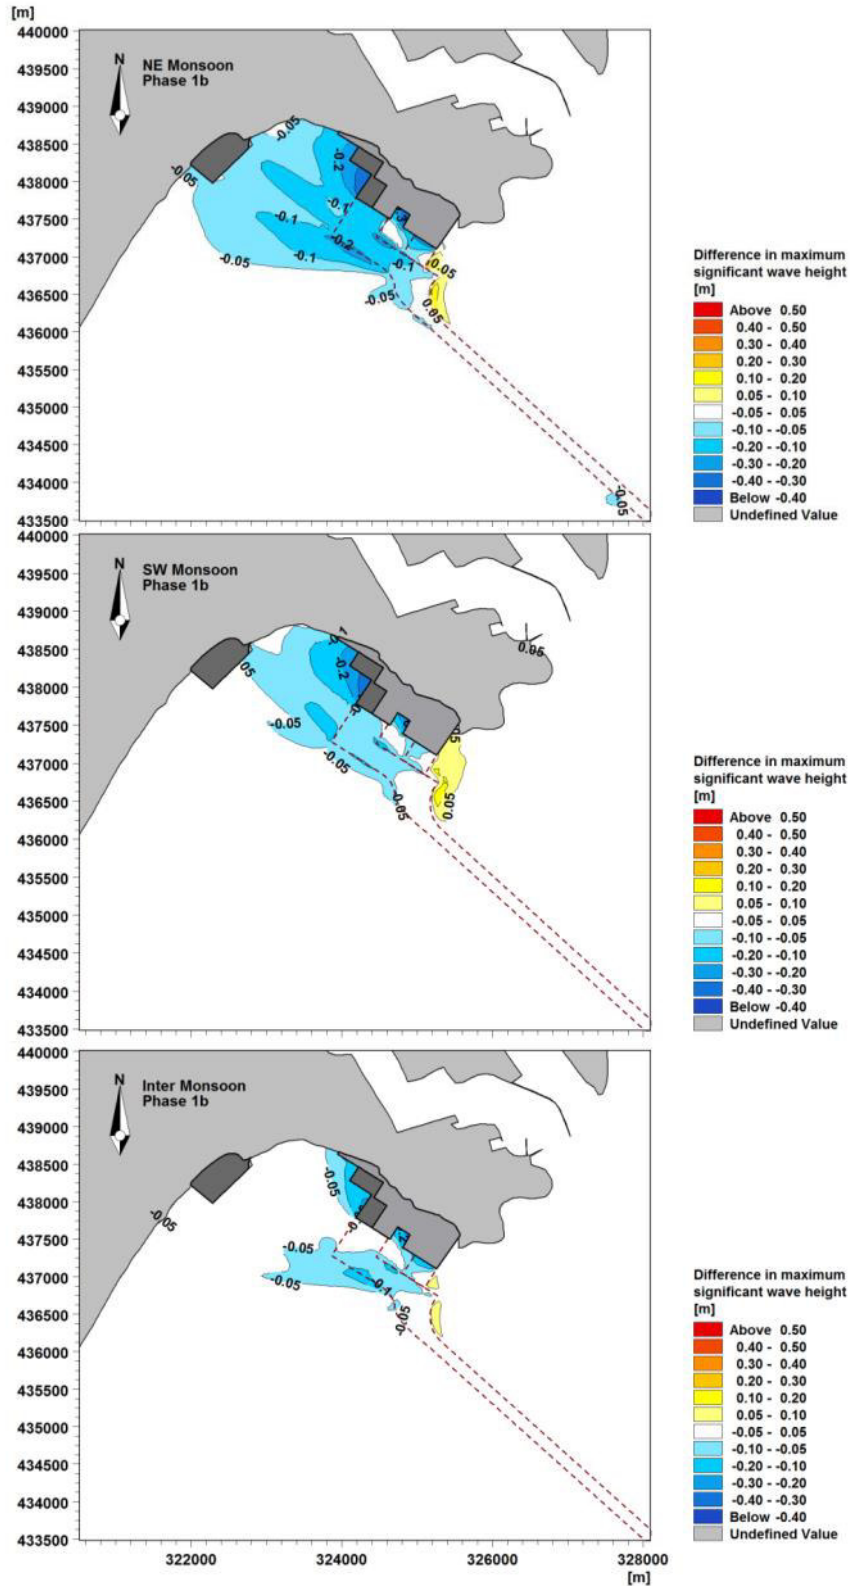 [m]
440000
439500
439000
438500
438000
437500
437000
436500
436000
435500
435000
434500
434000
433500
N
NE Monsoon
Phase 1b
-0.05
-0.05
-0.2
-0.1
-0.1
-0.2
-0.1
-0.05
-0.1
0.05
-0.05
0.05
-0.05
Difference in maximum
significant wave height
[m]
Above 0.50
0.40 - 0.50
0.30 - 0.40
0.20 - 0.30
0.10 - 0.20
0.05 - 0.10
-0.05 - 0.05
-0.10 - -0.05
-0.20 - -0.10
-0.30 - -0.20
-0.40 - -0.30
Below -0.40
Undefined Value
440000
439500
439000
438500
438000
437500
437000
436500
436000
435500
435000
434500
434000
433500
N
SW Monsoon
Phase 1b
0.05
-0.2
-0.05
-0.05
-0.05
0.05
Difference in maximum
significant wave height
[m]
Above 0.50
0.40 - 0.50
0.30 - 0.40
0.20 - 0.30
0.10 - 0.20
0.05 - 0.10
-0.05 - 0.05
-0.10 - -0.05
-0.20 - -0.10
-0.30 - -0.20
-0.40 - -0.30
Below -0.40
Undefined Value
440000
439500
439000
438500
438000
437500
437000
436500
436000
435500
435000
434500
434000
433500
N
Inter Monsoon
Phase 1b
-0.05
-0.05
-0.05
-0.05
-0.1
-0.05
Difference in maximum
significant wave height
[m]
Above 0.50
0.40 - 0.50
0.30 - 0.40
0.20 - 0.30
0.10 - 0.20
0.05 - 0.10
-0.05 - 0.05
-0.10 - -0.05
-0.20 - -0.10
-0.30 - -0.20
-0.40 - -0.30
Below -0.40
Undefined Value
322000 324000 326000 328000
[m]